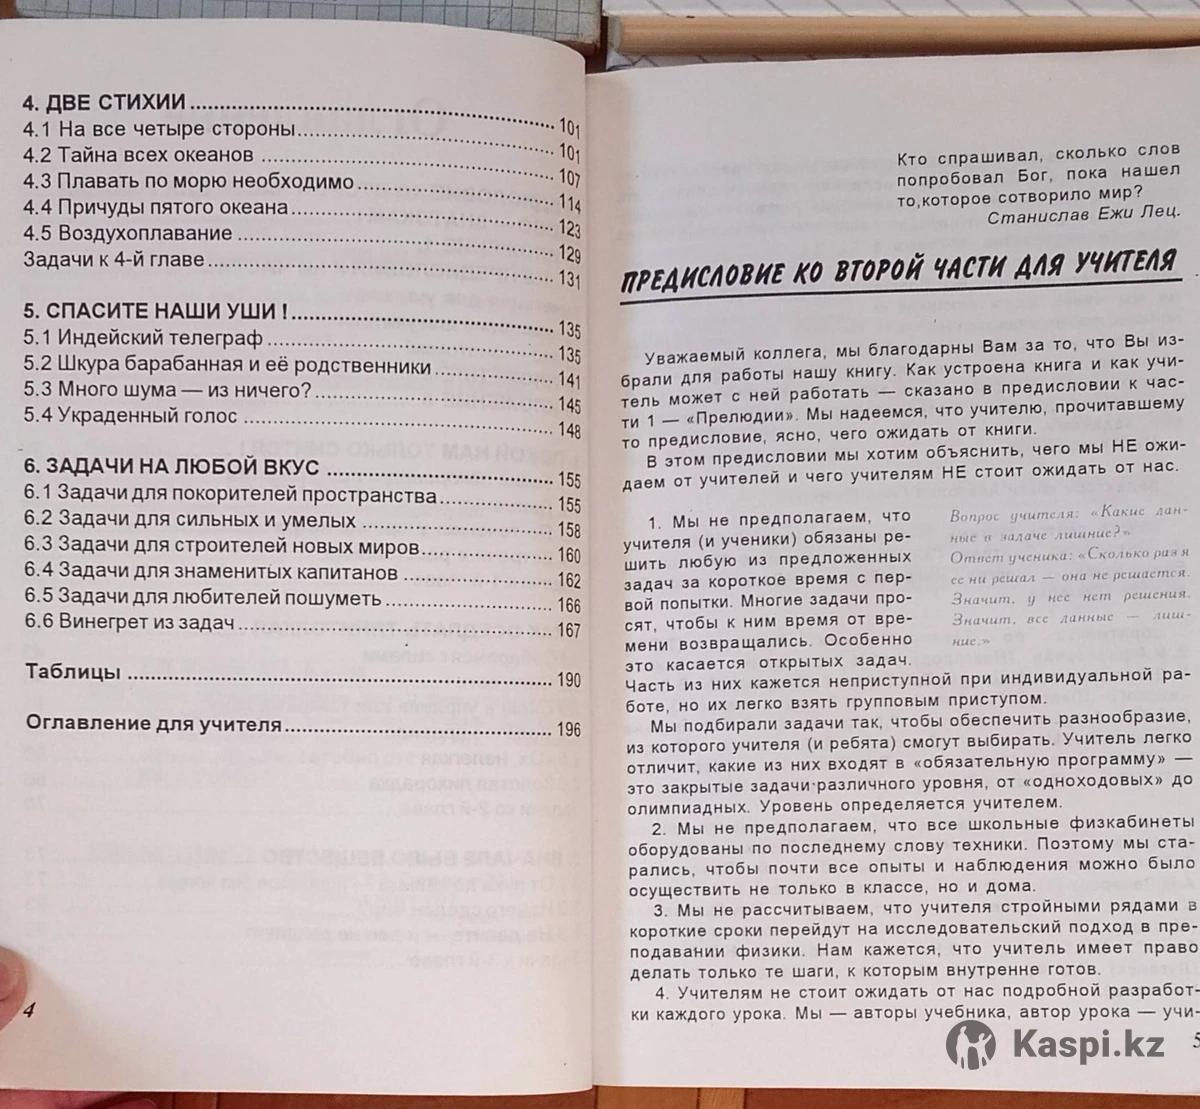 4. ДВЕ СТИХИИ 101
4.1 На все четыре стороны 101
4.2 Тайна всех океанов 107
4.3 Плавать по морю необходимо 114
4.4 Причуды пятого океана 123
4.5 Воздухоплавание 129
Задачи к 4-й главе 131
5. СПАСИТЕ НАШИ УШИ ! 135
5.1 Индейский телеграф 135
5.2 Шкура барабанная и её родственники 141
5.3 Много шума — из ничего? 145
5.4 Украденный голос 148
6. ЗАДАЧИ НА ЛЮБОЙ ВКУС 155
6.1 Задачи для покорителей пространства 155
6.2 Задачи для сильных и умелых 158
6.3 Задачи для строителей новых миров 160
6.4 Задачи для знаменитых капитанов 162
6.5 Задачи для любителей пошуметь 166
6.6 Винегрет из задач 167
Таблицы 190
Оглавление для учителя 196
4
Кто спрашивал, сколько слов
попробовал Бог, пока нашел
то,которое сотворило мир?
Станислав Ежи Лец.
ПРЕДИСЛОВИЕ КО ВТОРОЙ ЧАСТИ ДЛЯ УЧИТЕЛЯ
Уважаемый коллега, мы благодарны Вам за то, что Вы из-
брали для работы нашу книгу. Как устроена книга и как учи-
тель может с ней работать — сказано в предисловии к час-
ти 1 — «Прелюдии». Мы надеемся, что учителю, прочитавшему
то предисловие, ясно, чего ожидать от книги.
В этом предисловии мы хотим объяснить, чего мы НЕ ожи-
даем от учителей и чего учителям НЕ стоит ожидать от нас.
1. Мы не предполагаем, что
учителя (и ученики) обязаны ре-
шить любую из предложенных
задач за короткое время с пер-
вой попытки. Многие задачи про-
сят, чтобы к ним время от вре-
мени возвращались. Особенно
это касается открытых задач.
Вопрос учителя: «Какие дан-
ные в задаче лишние?»
Ответ ученика: «Сколько раз я
ее ни решал — она не решается.
Значит, у нее нет решения.
Значит, все данные — лиш-
ние.»
Часть из них кажется неприступной при индивидуальной ра-
боте, но их легко взять групповым приступом.
Мы подбирали задачи так, чтобы обеспечить разнообразие,
из которого учителя (и ребята) смогут выбирать. Учитель легко
отличит, какие из них входят в «обязательную программу» —
это закрытые задачи различного уровня, от «одноходовых» до
олимпиадных. Уровень определяется учителем.
2. Мы не предполагаем, что все школьные физкабинеты
оборудованы по последнему слову техники. Поэтому мы ста-
рались, чтобы почти все опыты и наблюдения можно было
осуществить не только в классе, но и дома.
3. Мы не рассчитываем, что учителя стройными рядами в
короткие сроки перейдут на исследовательский подход в пре-
подавании физики. Нам кажется, что учитель имеет право
делать только те шаги, к которым внутренне готов.
4. Учителям не стоит ожидать от нас подробной разработ-
ки каждого урока. Мы — авторы учебника, автор урока — учи-
5
Kaspi.kz